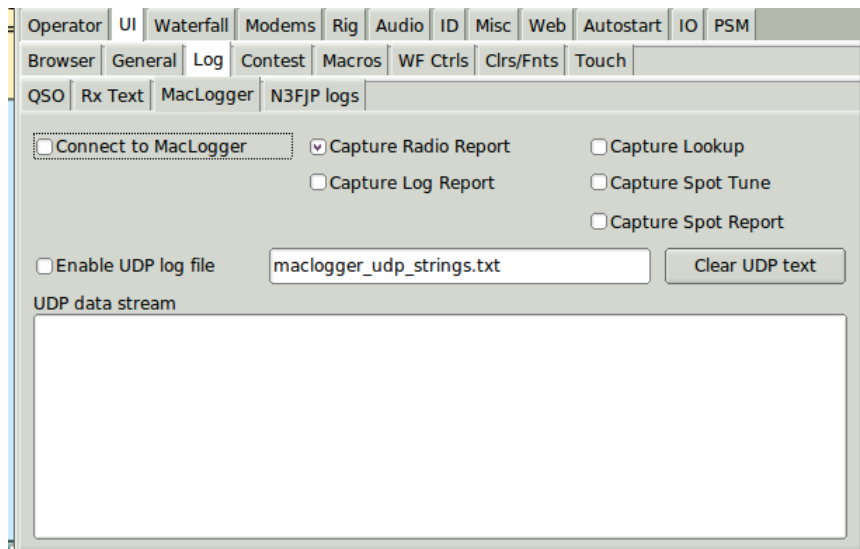 Operator UI Waterfall Modems Rig Audio ID Misc Web Autostart IO PSM
Browser General Log Contest Macros WF Ctrls Clrs/Fnts Touch
QSO Rx Text MacLogger N3FJP logs
Connect to MacLogger Capture Radio Report Capture Lookup
Capture Log Report Capture Spot Tune
Capture Spot Report
Enable UDP log file maclogger_udp_strings.txt Clear UDP text
UDP data stream